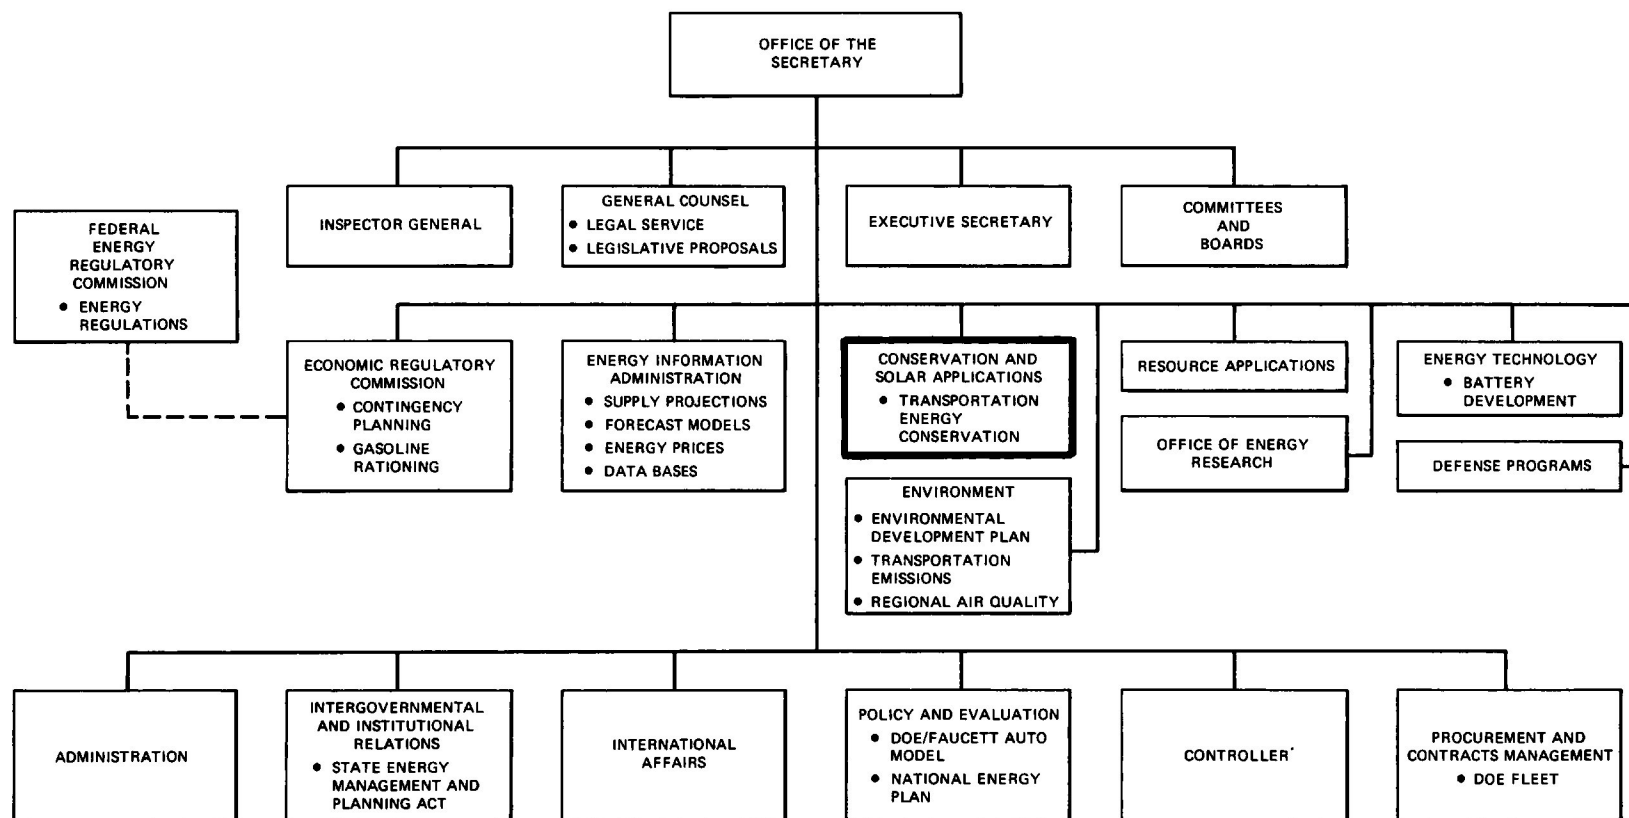 OFFICE OF THE
SECRETARY
INSPECTOR GENERAL
GENERAL COUNSEL
• LEGAL SERVICE
• LEGISLATIVE PROPOSALS
EXECUTIVE SECRETARY
COMMITTEES
AND
BOARDS
FEDERAL
ENERGY
REGULATORY
COMMISSION
• ENERGY
REGULATIONS
ECONOMIC REGULATORY
COMMISSION
• CONTINGENCY
PLANNING
• GASOLINE
RATIONING
ENERGY INFORMATION
ADMINISTRATION
• SUPPLY PROJECTIONS
• FORECAST MODELS
• ENERGY PRICES
• DATA BASES
CONSERVATION AND
SOLAR APPLICATIONS
• TRANSPORTATION
ENERGY
CONSERVATION
RESOURCE APPLICATIONS
ENERGY TECHNOLOGY
• BATTERY
DEVELOPMENT
OFFICE OF ENERGY
RESEARCH
DEFENSE PROGRAMS
ENVIRONMENT
• ENVIRONMENTAL
DEVELOPMENT PLAN
• TRANSPORTATION
EMISSIONS
• REGIONAL AIR QUALITY
ADMINISTRATION
INTERGOVERNMENTAL
AND INSTITUTIONAL
RELATIONS
• STATE ENERGY
MANAGEMENT AND
PLANNING ACT
INTERNATIONAL
AFFAIRS
POLICY AND EVALUATION
• DOE/FAUCETT AUTO
MODEL
• NATIONAL ENERGY
PLAN
CONTROLLER
PROCUREMENT AND
CONTRACTS MANAGEMENT
• DOE FLEET